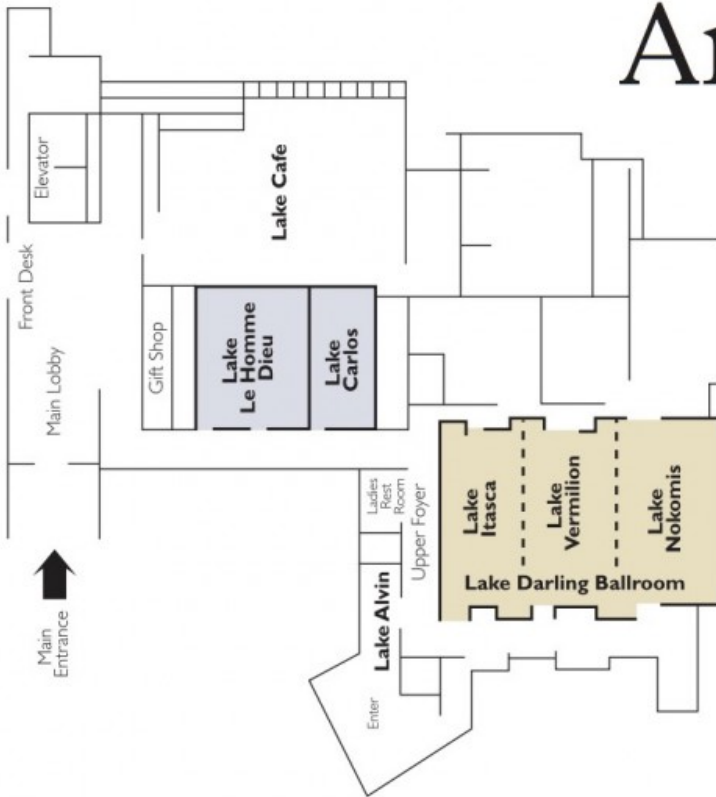 Ar
Elevator
Front Desk
Main Lobby
Main
Entrance
Gift Shop
Lake Cafe
Lake
Le Homme
Dieu
Lake
Carlos
Ladies
Rest
Room
Upper Foyer
Lake Alvin
Enter
Lake
Itasca
Lake
Vermilion
Lake
Nokomis
Lake Darling Ballroom